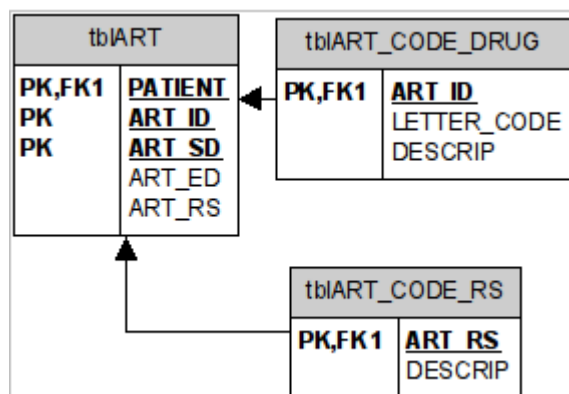 tblART
PK,FK1 PATIENT
PK ART_ID
PK ART_SD
ART_ED
ART_RS
tblART_CODE_DRUG
PK,FK1 ART_ID
LETTER_CODE
DESCRIP
tblART_CODE_RS
PK,FK1 ART_RS
DESCRIP